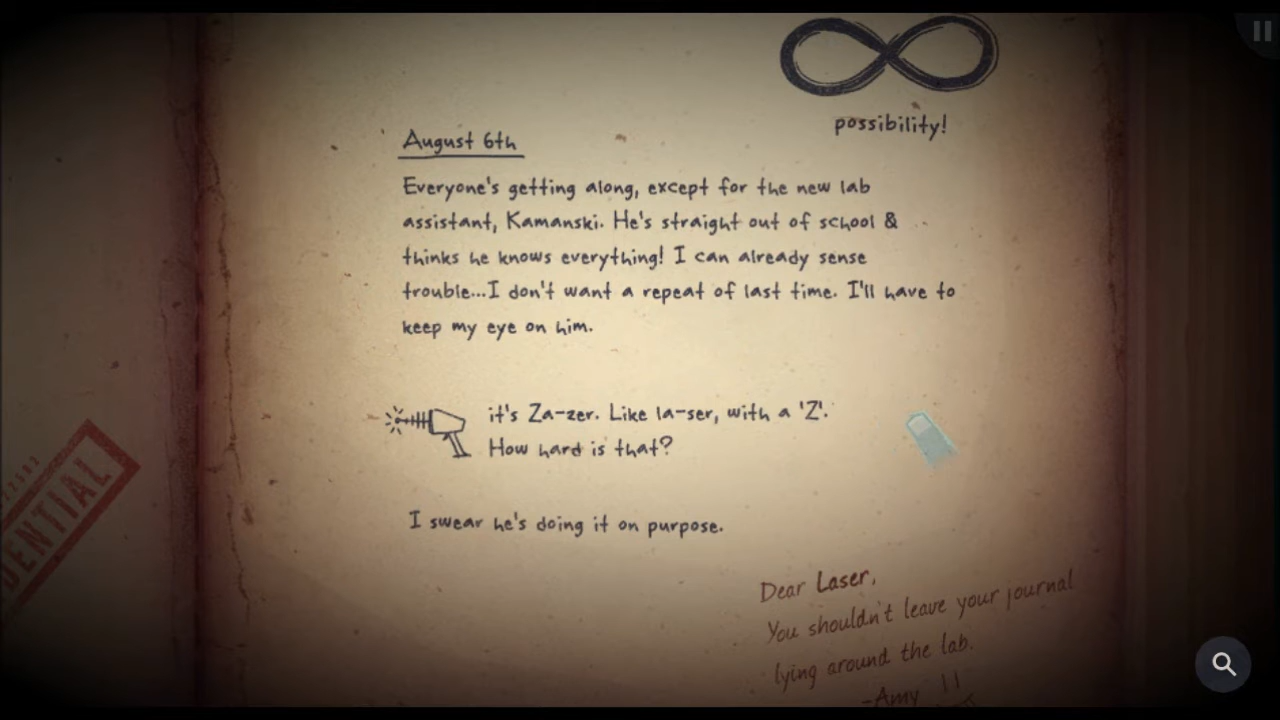 possibility!
August 6th
Everyone's getting along, except for the new lab
assistant, Kamanski. He's straight out of school &
thinks he knows everything! I can already sense
trouble...I don't want a repeat of last time. I'll have to
keep my eye on him.
it's Za-zer. Like la-ser, with a 'Z'.
How hard is that?
I swear he's doing it on purpose.
DENTIAL
Dear Laser,
You shouldn't leave your journal
lying around the lab.
-Amy